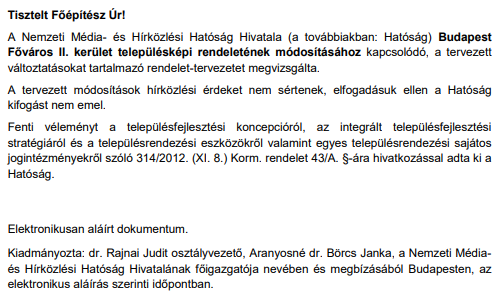 Tisztelt Főépítész Úr!
A Nemzeti Média- és Hírközlési Hatóság Hivatala (a továbbiakban: Hatóság) Budapest
Főváros II. kerület településképi rendeletének módosításához kapcsolódó, a tervezett
változtatásokat tartalmazó rendelet-tervezetet megvizsgálta.
A tervezett módosítások hírközlési érdeket nem sértenek, elfogadásuk ellen a Hatóság
kifogást nem emel.
Fenti véleményt a településfejlesztési koncepcióról, az integrált településfejlesztési
stratégiáról és a településrendezési eszközökről valamint egyes településrendezési sajátos
jogintézményekről szóló 314/2012. (XI. 8.) Korm. rendelet 43/A. §-ára hivatkozással adta ki a
Hatóság.
Elektronikusan aláírt dokumentum.
Kiadmányozta: dr. Rajnai Judit osztályvezető, Aranyosné dr. Börcs Janka, a Nemzeti Média-
és Hírközlési Hatóság Hivatalának főigazgatója nevében és megbízásából Budapesten, az
elektronikus aláírás szerinti időpontban.